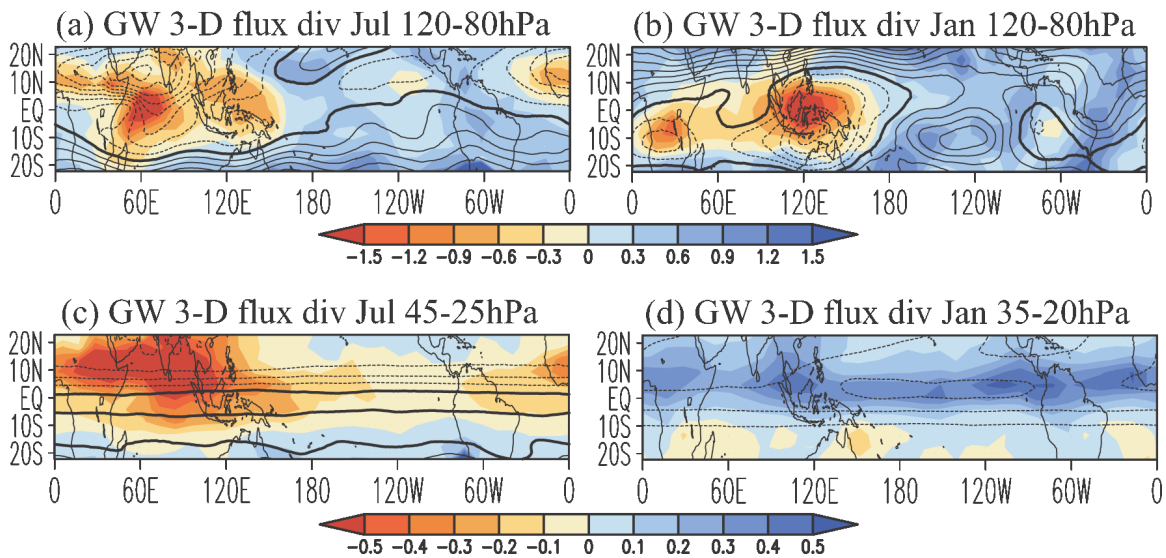 (a) GW 3-D flux div Jul 120-80hPa
(b) GW 3-D flux div Jan 120-80hPa
20N
10N
EQ
10S
20S
0 60E 120E 180 120W 60W 0
20N
10N
EQ
10S
20S
0 60E 120E 180 120W 60W 0
-1.5 -1.2 -0.9 -0.6 -0.3 0 0.3 0.6 0.9 1.2 1.5
(c) GW 3-D flux div Jul 45-25hPa
(d) GW 3-D flux div Jan 35-20hPa
20N
10N
EQ
10S
20S
0 60E 120E 180 120W 60W 0
20N
10N
EQ
10S
20S
0 60E 120E 180 120W 60W 0
-0.5 -0.4 -0.3 -0.2 -0.1 0 0.1 0.2 0.3 0.4 0.5